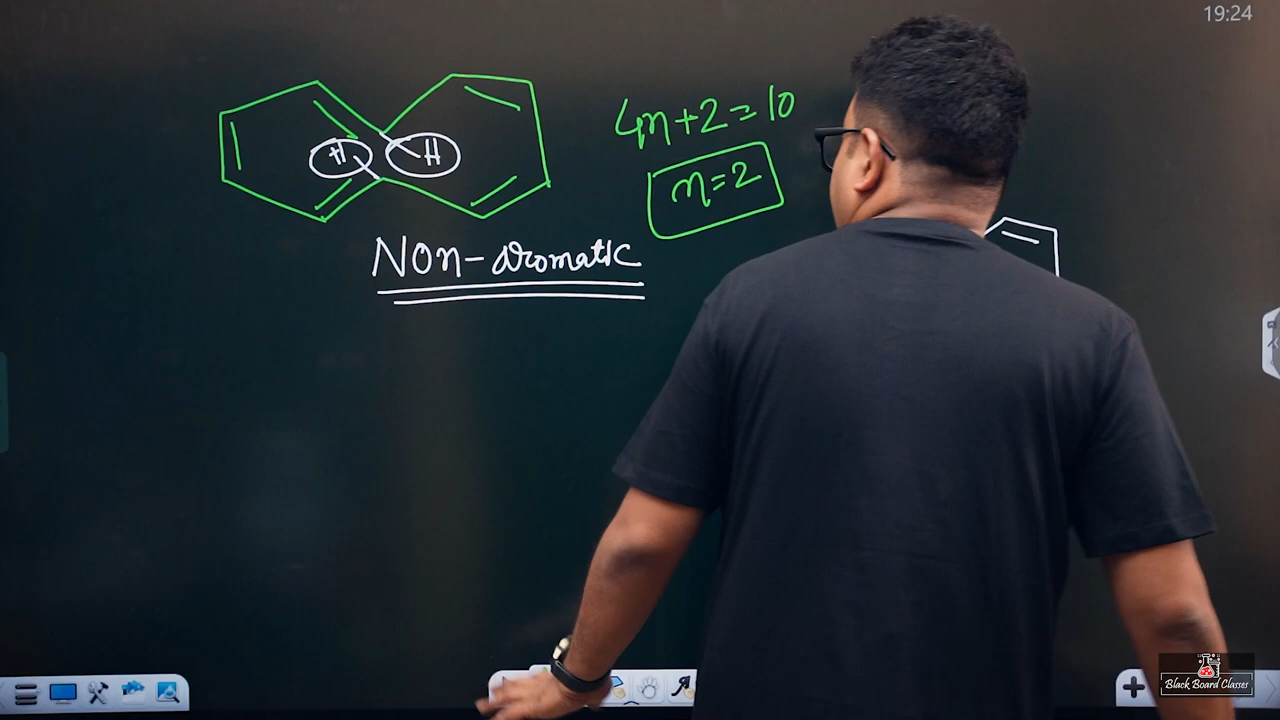 19:24
4n+2=10
H H
n=2
Non-aromatic
Black Board Classes